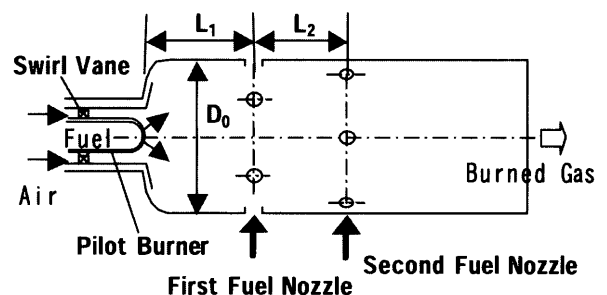 L₁
L₂
Swirl Vane
D₀
Fuel
Air
Burned Gas
Pilot Burner
First Fuel Nozzle
Second Fuel Nozzle